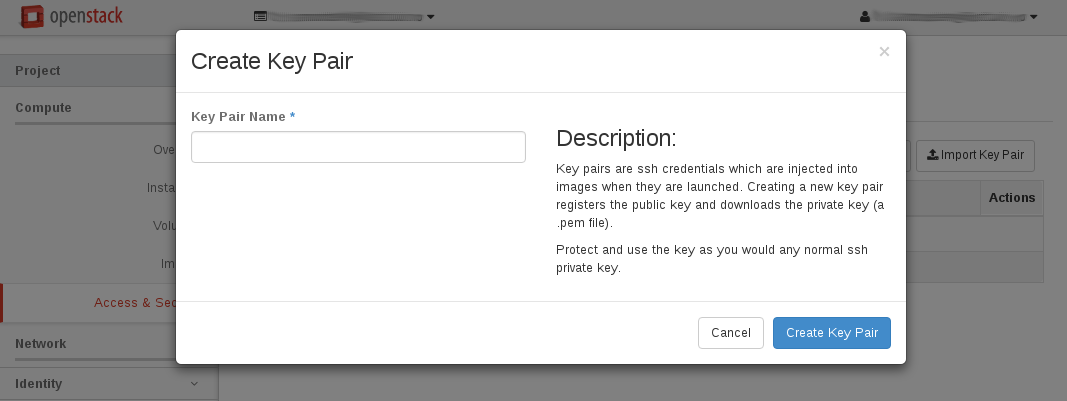 openstack
Create Key Pair
×
Project
Compute
Key Pair Name *
Description:
Key pairs are ssh credentials which are injected into
images when they are launched. Creating a new key pair
registers the public key and downloads the private key (a
.pem file).
Protect and use the key as you would any normal ssh
private key.
Import Key Pair
Actions
Ove
Insta
Volu
Im
Access & Sec
Network
Identity
Cancel
Create Key Pair